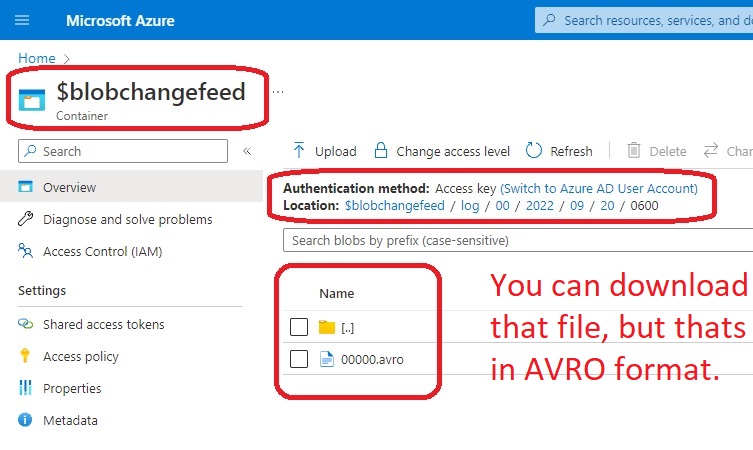 Microsoft Azure
Search resources, services, and de
Home >
$blobchangefeed
...
Container
Search
«
Upload
Change access level
Refresh
Delete
Chan
Overview
Diagnose and solve problems
Access Control (IAM)
Settings
Shared access tokens
Access policy
Properties
Metadata
Authentication method: Access key (Switch to Azure AD User Account)
Location: $blobchangefeed / log / 00 / 2022 / 09 / 20 / 0600
Search blobs by prefix (case-sensitive)
Name
[..]
00000.avro
You can download
that file, but thats
in AVRO format.